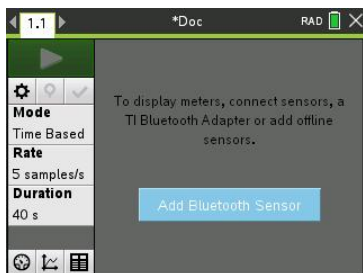 1.1 *Doc RAD
Mode
Time Based
Rate
5 samples/s
Duration
40 s
To display meters, connect sensors, a
TI Bluetooth Adapter or add offline
sensors.
Add Bluetooth Sensor